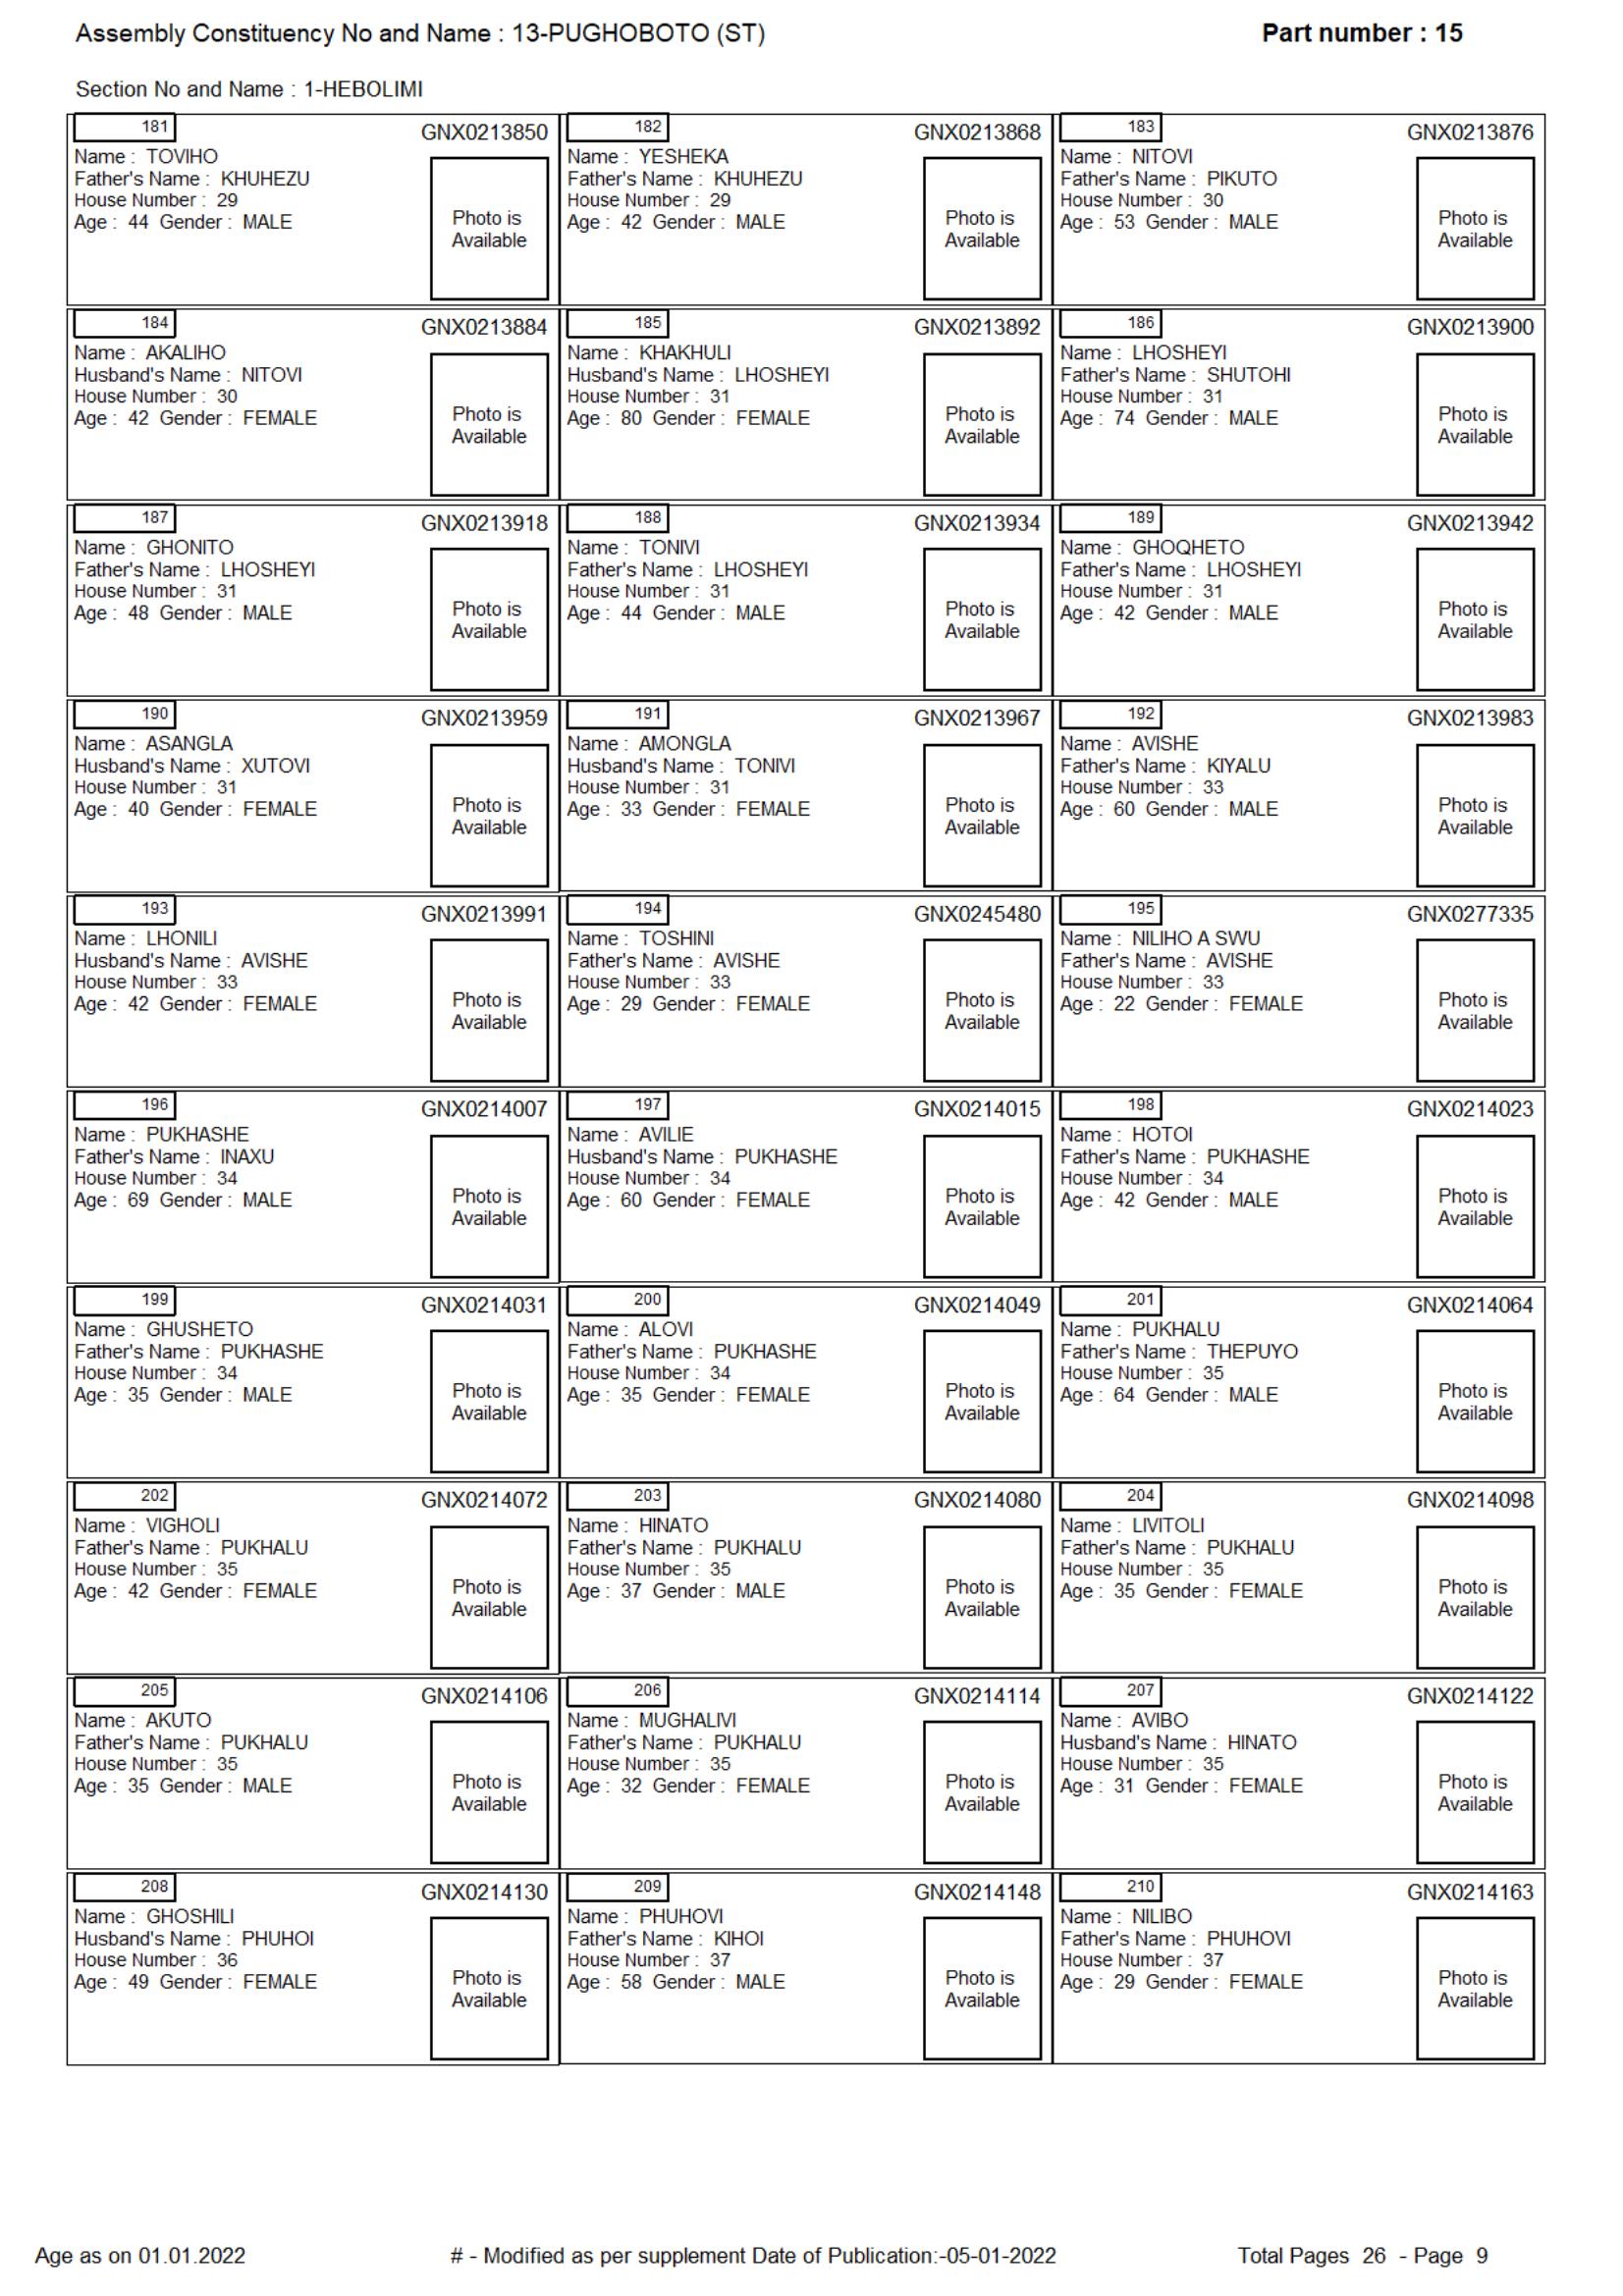 Assembly Constituency No and Name : 13-PUGHOBOTO (ST)
Part number : 15
Section No and Name : 1-HEBOLIMI
181
GNX0213850
Name : TOVIHO
Father's Name : KHUHEZU
House Number : 29
Age : 44 Gender : MALE
Photo is
Available
182
GNX0213868
Name : YESHEKA
Father's Name : KHUHEZU
House Number : 29
Age : 42 Gender : MALE
Photo is
Available
183
GNX0213876
Name : NITOVI
Father's Name : PIKUTO
House Number : 30
Age : 53 Gender : MALE
Photo is
Available
184
GNX0213884
Name : AKALIHO
Husband's Name : NITOVI
House Number : 30
Age : 42 Gender : FEMALE
Photo is
Available
185
GNX0213892
Name : KHAKHULI
Husband's Name : LHOSHEYI
House Number : 31
Age : 80 Gender : FEMALE
Photo is
Available
186
GNX0213900
Name : LHOSHEYI
Father's Name : SHUTOHI
House Number : 31
Age : 74 Gender : MALE
Photo is
Available
187
GNX0213918
Name : GHONITO
Father's Name : LHOSHEYI
House Number : 31
Age : 48 Gender : MALE
Photo is
Available
188
GNX0213934
Name : TONIVI
Father's Name : LHOSHEYI
House Number : 31
Age : 44 Gender : MALE
Photo is
Available
189
GNX0213942
Name : GHOQHETO
Father's Name : LHOSHEYI
House Number : 31
Age : 42 Gender : MALE
Photo is
Available
190
GNX0213959
Name : ASANGLA
Husband's Name : XUTOVI
House Number : 31
Age : 40 Gender : FEMALE
Photo is
Available
191
GNX0213967
Name : AMONGLA
Husband's Name : TONIVI
House Number : 31
Age : 33 Gender : FEMALE
Photo is
Available
192
GNX0213983
Name : AVISHE
Father's Name : KIYALU
House Number : 33
Age : 60 Gender : MALE
Photo is
Available
193
GNX0213991
Name : LHONILI
Husband's Name : AVISHE
House Number : 33
Age : 42 Gender : FEMALE
Photo is
Available
194
GNX0245480
Name : TOSHINI
Father's Name : AVISHE
House Number : 33
Age : 29 Gender : FEMALE
Photo is
Available
195
GNX0277335
Name : NILIHO A SWU
Father's Name : AVISHE
House Number : 33
Age : 22 Gender : FEMALE
Photo is
Available
196
GNX0214007
Name : PUKHASHE
Father's Name : INAXU
House Number : 34
Age : 69 Gender : MALE
Photo is
Available
197
GNX0214015
Name : AVILIE
Husband's Name : PUKHASHE
House Number : 34
Age : 60 Gender : FEMALE
Photo is
Available
198
GNX0214023
Name : HOTOI
Father's Name : PUKHASHE
House Number : 34
Age : 42 Gender : MALE
Photo is
Available
199
GNX0214031
Name : GHUSHETO
Father's Name : PUKHASHE
House Number : 34
Age : 35 Gender : MALE
Photo is
Available
200
GNX0214049
Name : ALOVI
Father's Name : PUKHASHE
House Number : 34
Age : 35 Gender : FEMALE
Photo is
Available
201
GNX0214064
Name : PUKHALU
Father's Name : THEPUYO
House Number : 35
Age : 64 Gender : MALE
Photo is
Available
202
GNX0214072
Name : VIGHOLI
Father's Name : PUKHALU
House Number : 35
Age : 42 Gender : FEMALE
Photo is
Available
203
GNX0214080
Name : HINATO
Father's Name : PUKHALU
House Number : 35
Age : 37 Gender : MALE
Photo is
Available
204
GNX0214098
Name : LIVITOLI
Father's Name : PUKHALU
House Number : 35
Age : 35 Gender : FEMALE
Photo is
Available
205
GNX0214106
Name : AKUTO
Father's Name : PUKHALU
House Number : 35
Age : 35 Gender : MALE
Photo is
Available
206
GNX0214114
Name : MUGHALIVI
Father's Name : PUKHALU
House Number : 35
Age : 32 Gender : FEMALE
Photo is
Available
207
GNX0214122
Name : AVIBO
Husband's Name : HINATO
House Number : 35
Age : 31 Gender : FEMALE
Photo is
Available
208
GNX0214130
Name : GHOSHILI
Husband's Name : PHUHOI
House Number : 36
Age : 49 Gender : FEMALE
Photo is
Available
209
GNX0214148
Name : PHUHOVI
Father's Name : KIHOI
House Number : 37
Age : 58 Gender : MALE
Photo is
Available
210
GNX0214163
Name : NILIBO
Father's Name : PHUHOVI
House Number : 37
Age : 29 Gender : FEMALE
Photo is
Available
Age as on 01.01.2022
# - Modified as per supplement Date of Publication:-05-01-2022
Total Pages 26 - Page 9